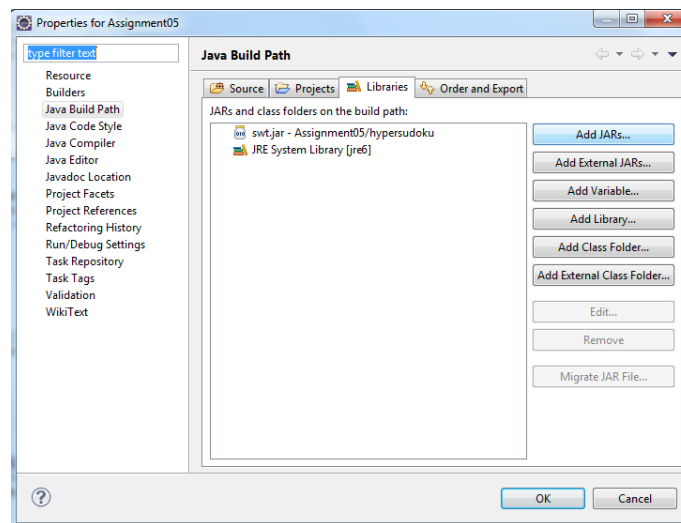 Properties for Assignment05
type filter text
Resource
Builders
Java Build Path
Java Code Style
Java Compiler
Java Editor
Javadoc Location
Project Facets
Project References
Refactoring History
Run/Debug Settings
Task Repository
Task Tags
Validation
WikiText
Java Build Path
Source Projects Libraries Order and Export
JARs and class folders on the build path:
swt.jar - Assignment05/hypersudoku
JRE System Library [jre6]
Add JARs...
Add External JARs...
Add Variable...
Add Library...
Add Class Folder...
Add External Class Folder...
Edit...
Remove
Migrate JAR File...
OK Cancel